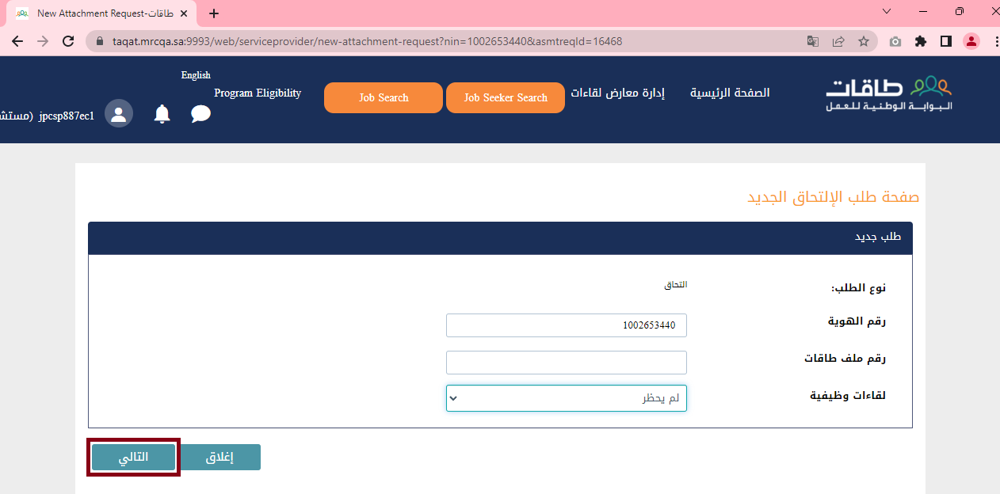 New Attachment Request-طاقات
taqat.mrcqa.sa:9993/web/serviceprovider/new-attachment-request?nin=1002653440&asmtreqId=16468
طاقات
البوابة الوطنية للعمل
الصفحة الرئيسية
إدارة معارض لقاءات
Job Seeker Search
Job Search
English
Program Eligibility
jpcsp887ec1 (مستش
صفحة طلب الإلتحاق الجديد
طلب جديد
نوع الطلب: التحاق
رقم الهوية 1002653440
رقم ملف طاقات
لقاءات وظيفية لم يحظر
إغلاق التالي